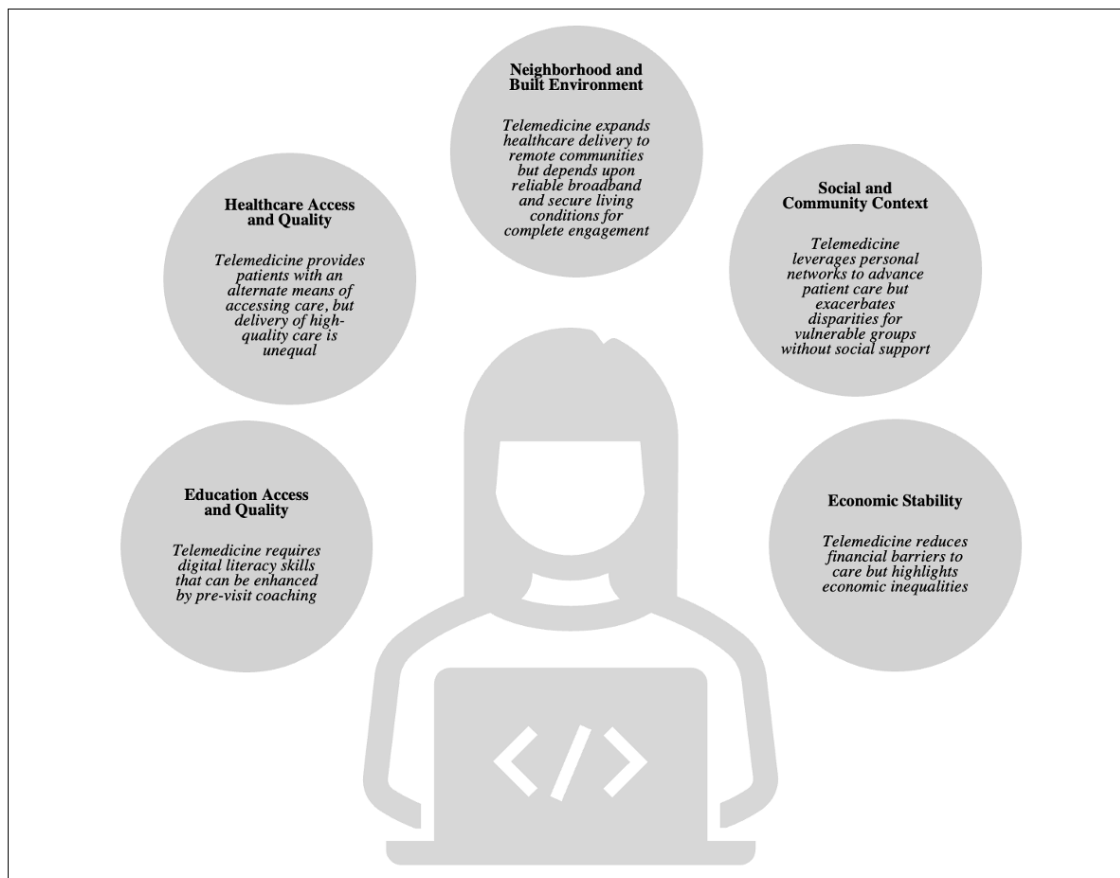 Neighborhood and
Built Environment
Telemedicine expands
healthcare delivery to
remote communities
but depends upon
reliable broadband
and secure living
conditions for
complete engagement
Healthcare Access
and Quality
Telemedicine provides
patients with an
alternate means of
accessing care, but
delivery of high-
quality care is
unequal
Social and
Community Context
Telemedicine
leverages personal
networks to advance
patient care but
exacerbates
disparities for
vulnerable groups
without social support
Education Access
and Quality
Telemedicine requires
digital literacy skills
that can be enhanced
by pre-visit coaching
Economic Stability
Telemedicine reduces
financial barriers to
care but highlights
economic inequalities
</>